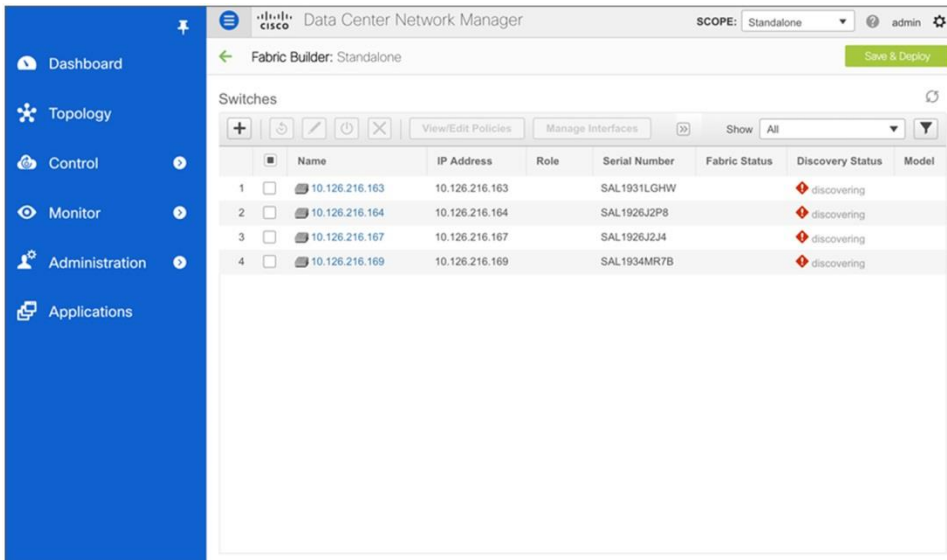 CISCO Data Center Network Manager SCOPE: Standalone admin
Fabric Builder: Standalone Save & Deploy
Dashboard
Topology
Control
Monitor
Administration
Applications
Switches
View/Edit Policies Manage Interfaces Show All
Name IP Address Role Serial Number Fabric Status Discovery Status Model
1 10.126.216.163 10.126.216.163 SAL1931LGHW discovering
2 10.126.216.164 10.126.216.164 SAL1926J2P8 discovering
3 10.126.216.167 10.126.216.167 SAL1926J2J4 discovering
4 10.126.216.169 10.126.216.169 SAL1934MR7B discovering